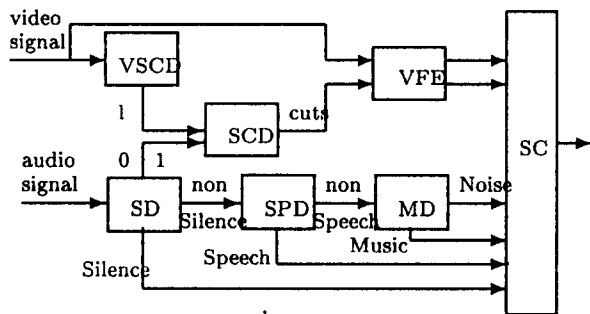 video
signal
VSCD
VFE
1
SCD
cuts
SC
audio
signal
0 1
SD
non
Silence
SPD
non
Speech
MD
Noise
Music
Speech
Silence